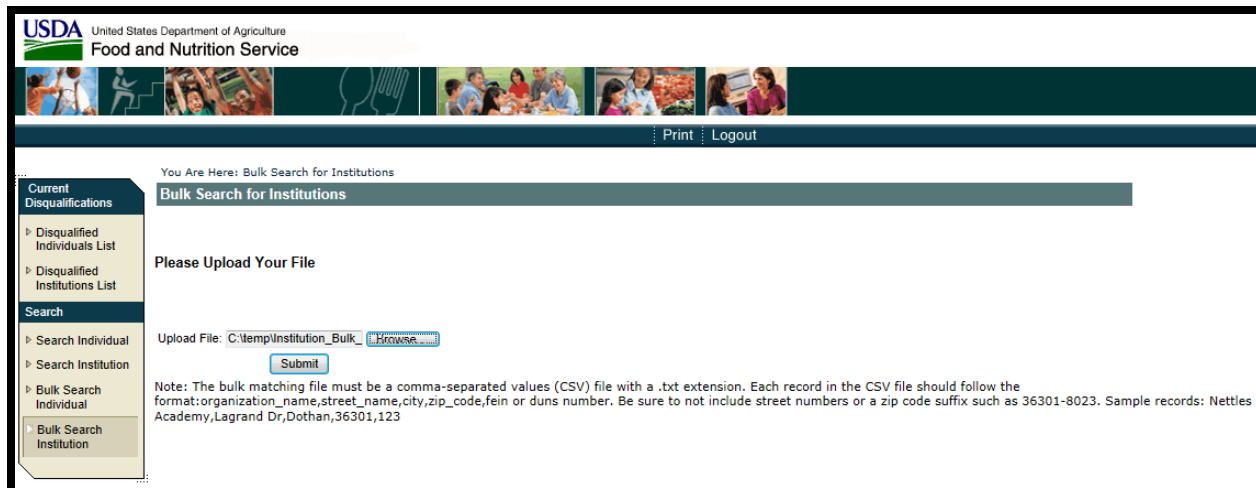 USDA United States Department of Agriculture
Food and Nutrition Service
Print Logout
You Are Here: Bulk Search for Institutions
Bulk Search for Institutions
Current
Disqualifications
Disqualified
Individuals List
Disqualified
Institutions List
Search
Search Individual
Search Institution
Bulk Search
Individual
Bulk Search
Institution
Please Upload Your File
Upload File: C:\temp\Institution_Bulk_ Browse...
Submit
Note: The bulk matching file must be a comma-separated values (CSV) file with a .txt extension. Each record in the CSV file should follow the
format:organization_name,street_name,city,zip_code,fein or duns number. Be sure to not include street numbers or a zip code suffix such as 36301-8023. Sample records: Nettles
Academy,Lagrand Dr,Dothan,36301,123